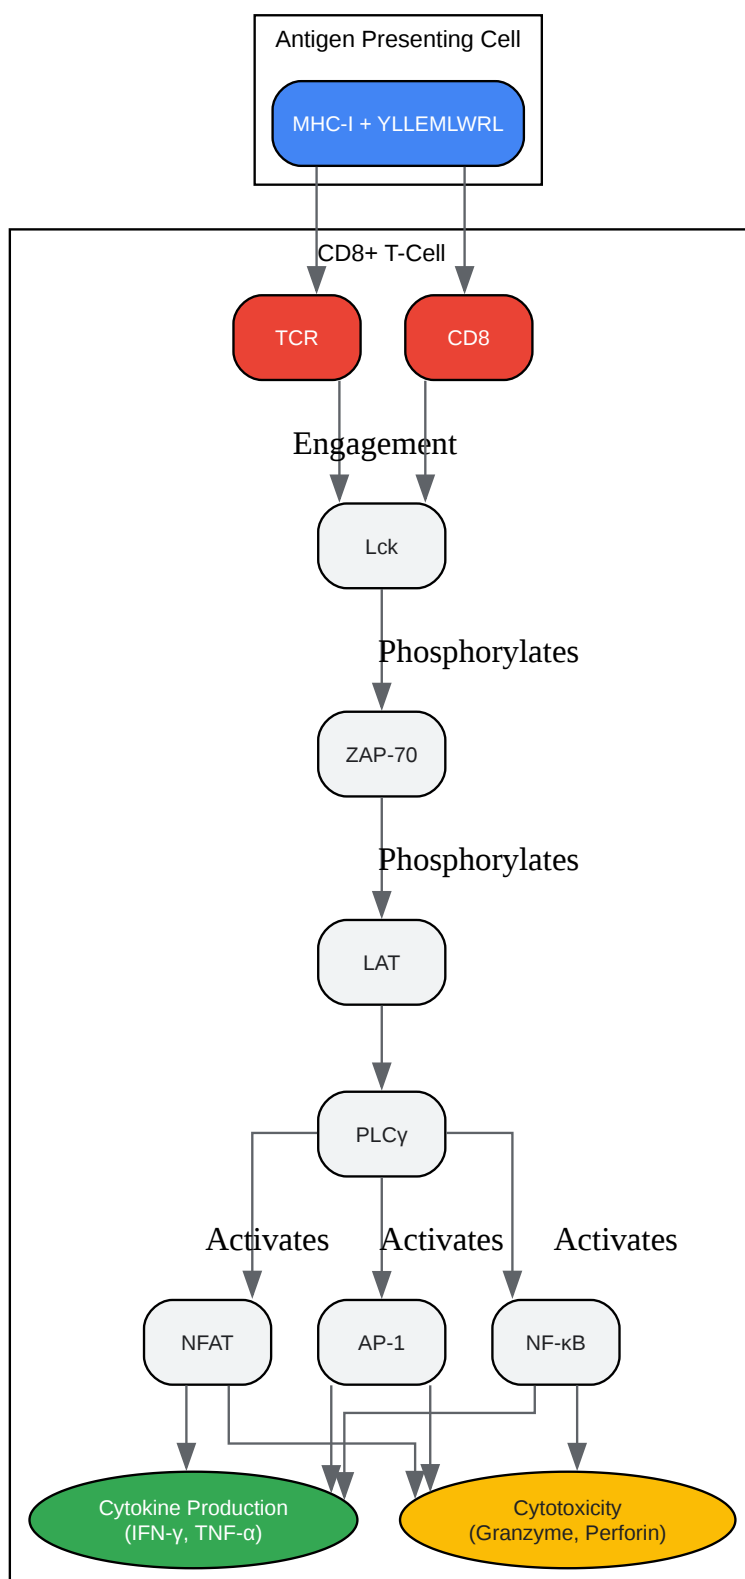 Antigen Presenting Cell
MHC-I + YLLEMLWRL
CD8+ T-Cell
TCR
CD8
Engagement
Lck
Phosphorylates
ZAP-70
Phosphorylates
LAT
PLCγ
Activates
Activates
Activates
NFAT
AP-1
NF-κB
Cytokine Production
(IFN-γ, TNF-α)
Cytotoxicity
(Granzyme, Perforin)